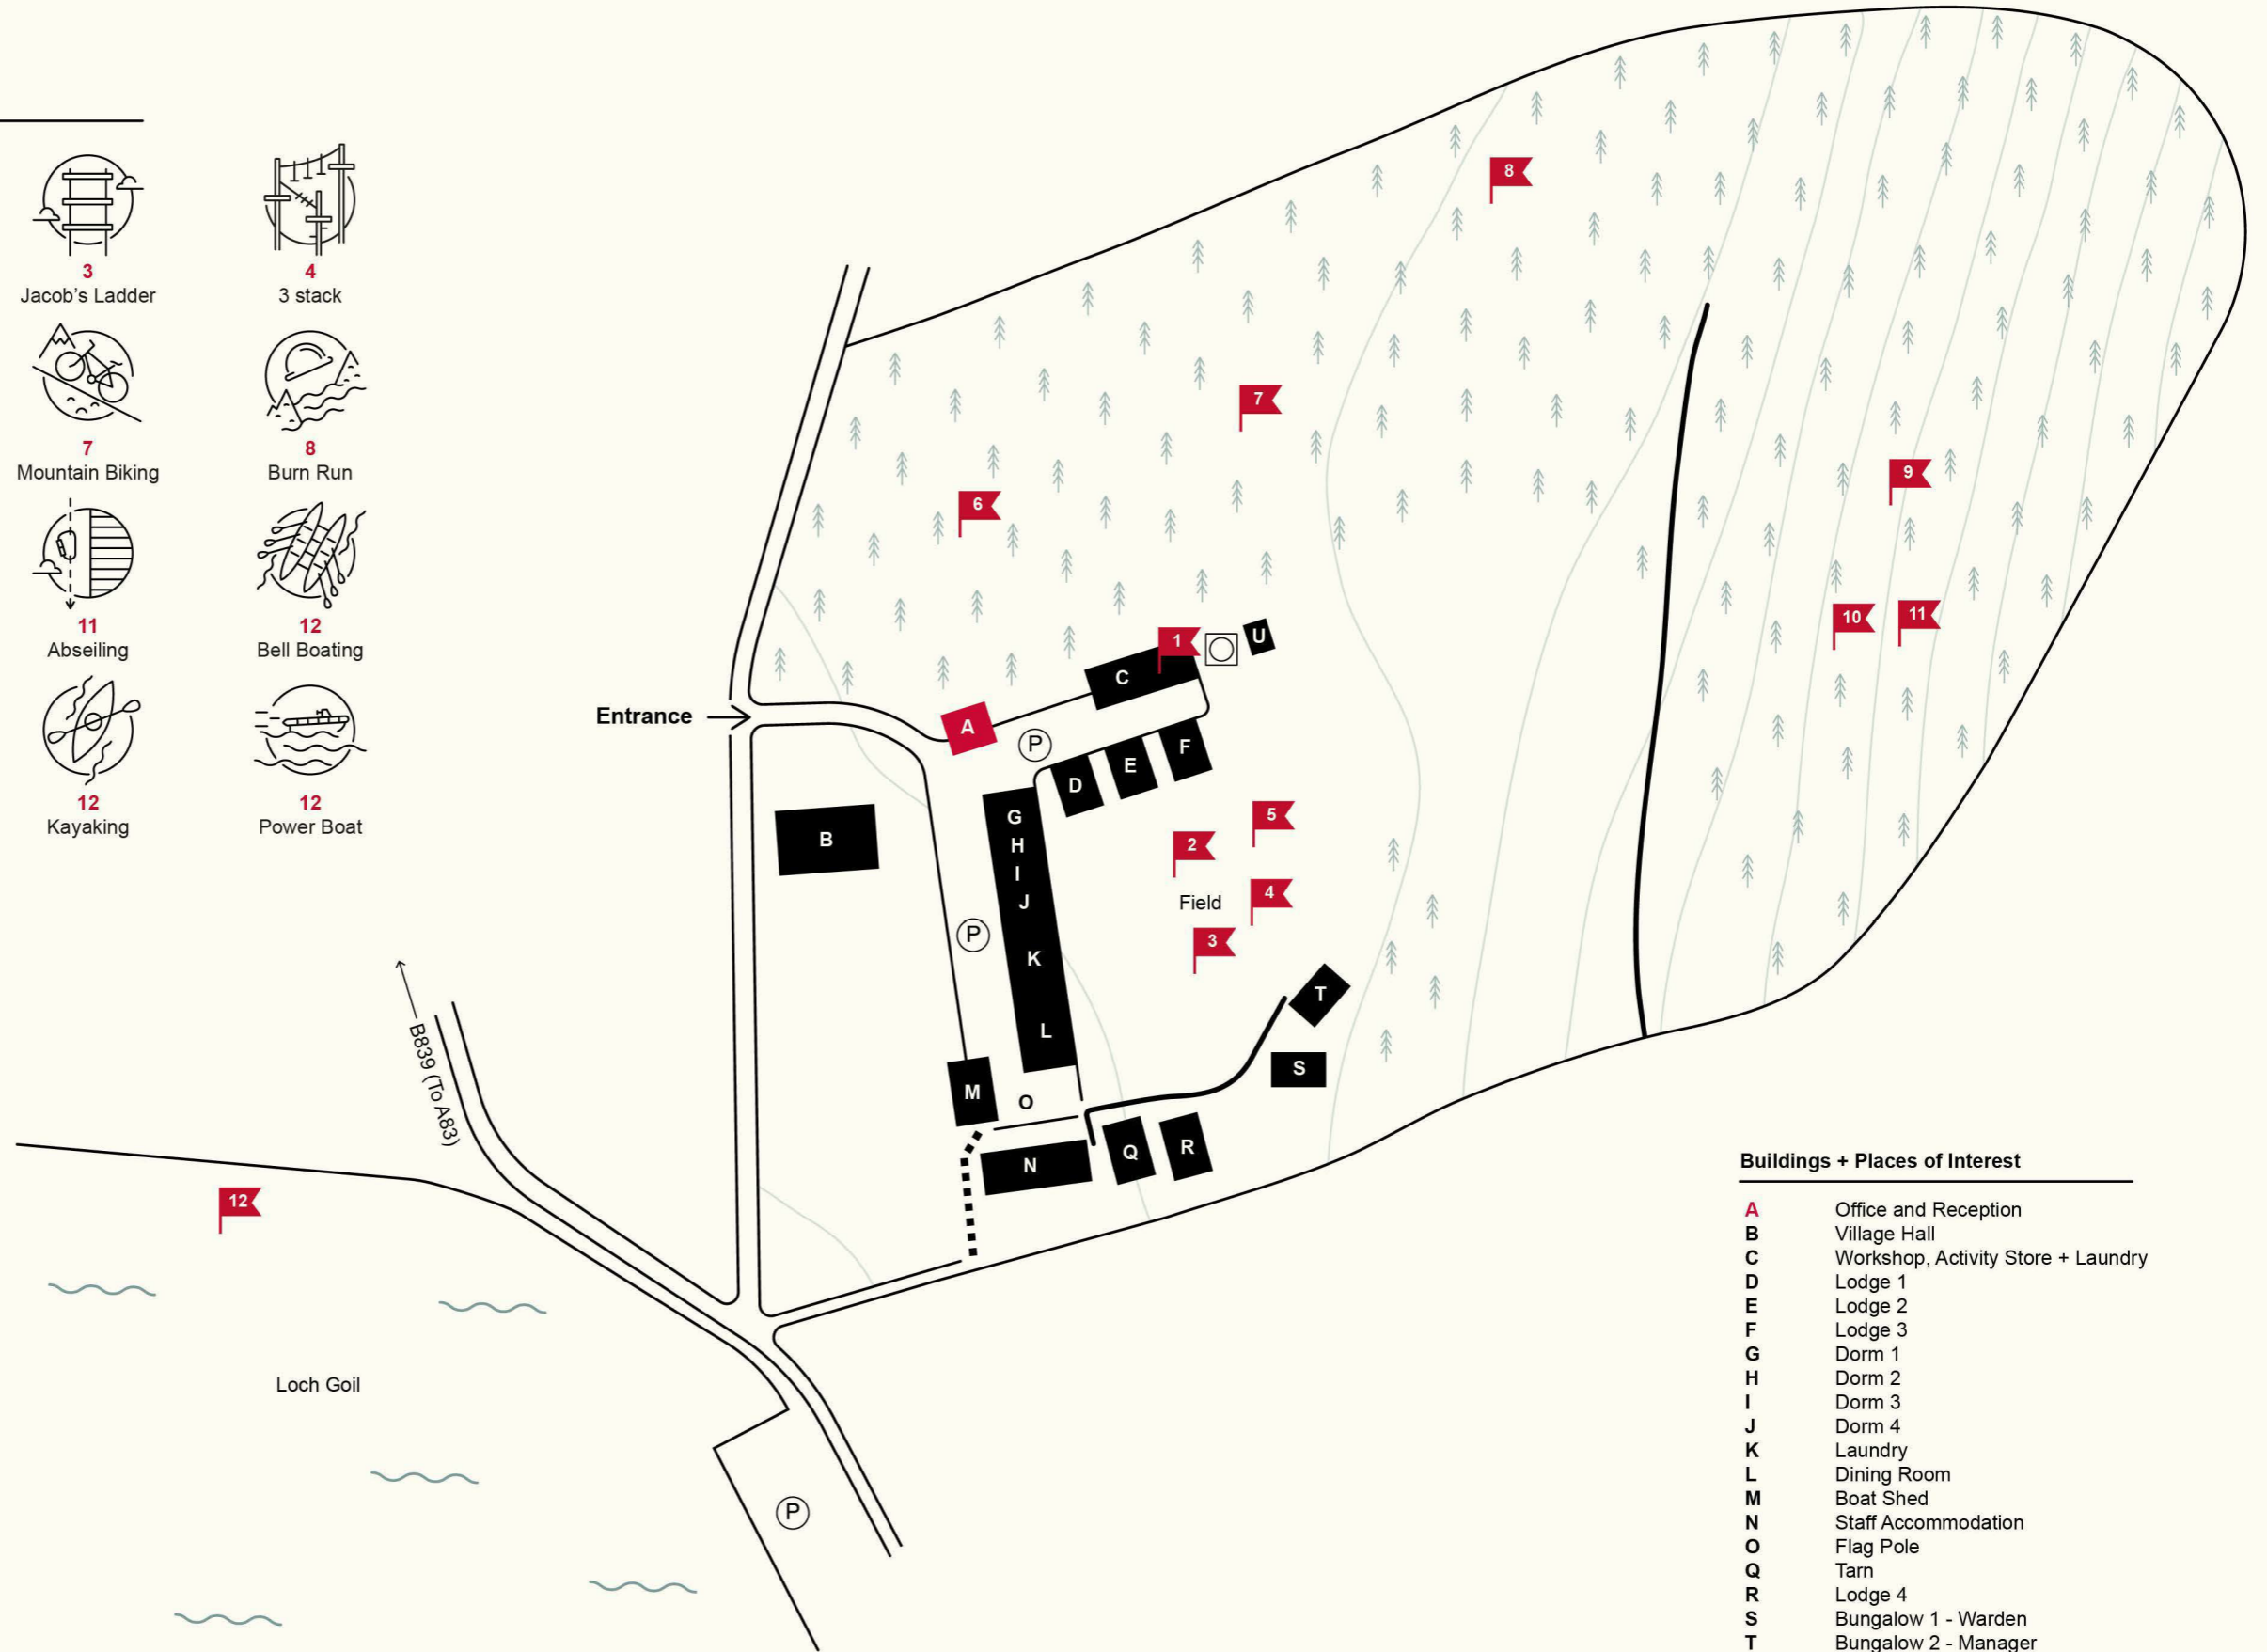 3
Jacob's Ladder
4
3 stack
7
Mountain Biking
8
Burn Run
11
Abseiling
12
Bell Boating
12
Kayaking
12
Power Boat
8
7
9
6
10
11
1
U
C
Entrance
A
P
F
E
D
G
H
I
J
K
L
B
5
2
4
Field
3
P
T
S
M
O
N
Q
R
B839 (To A83)
12
Loch Goil
P
Buildings + Places of Interest
A Office and Reception
B Village Hall
C Workshop, Activity Store + Laundry
D Lodge 1
E Lodge 2
F Lodge 3
G Dorm 1
H Dorm 2
I Dorm 3
J Dorm 4
K Laundry
L Dining Room
M Boat Shed
N Staff Accommodation
O Flag Pole
Q Tarn
R Lodge 4
S Bungalow 1 - Warden
T Bungalow 2 - Manager